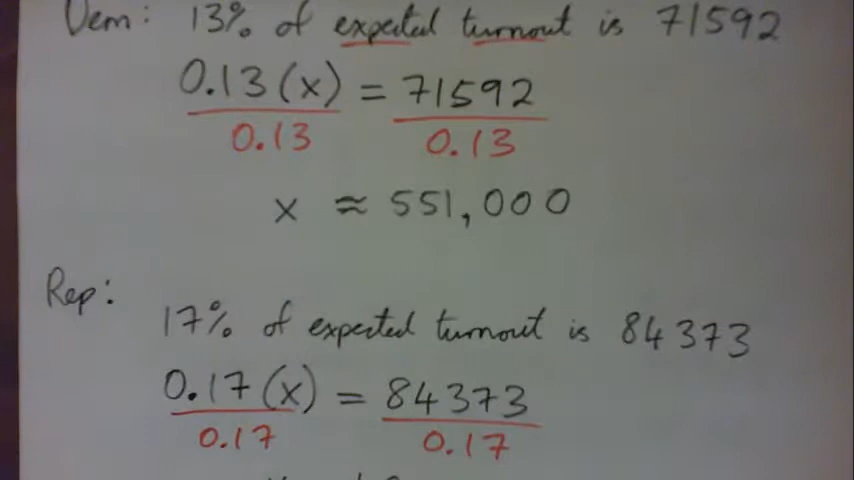 Dem: 13% of expected turnout is 71592
0.13(x) = 71592
0.13 0.13
x ≈ 551,000
Rep:
17% of expected turnout is 84373
0.17(x) = 84373
0.17 0.17